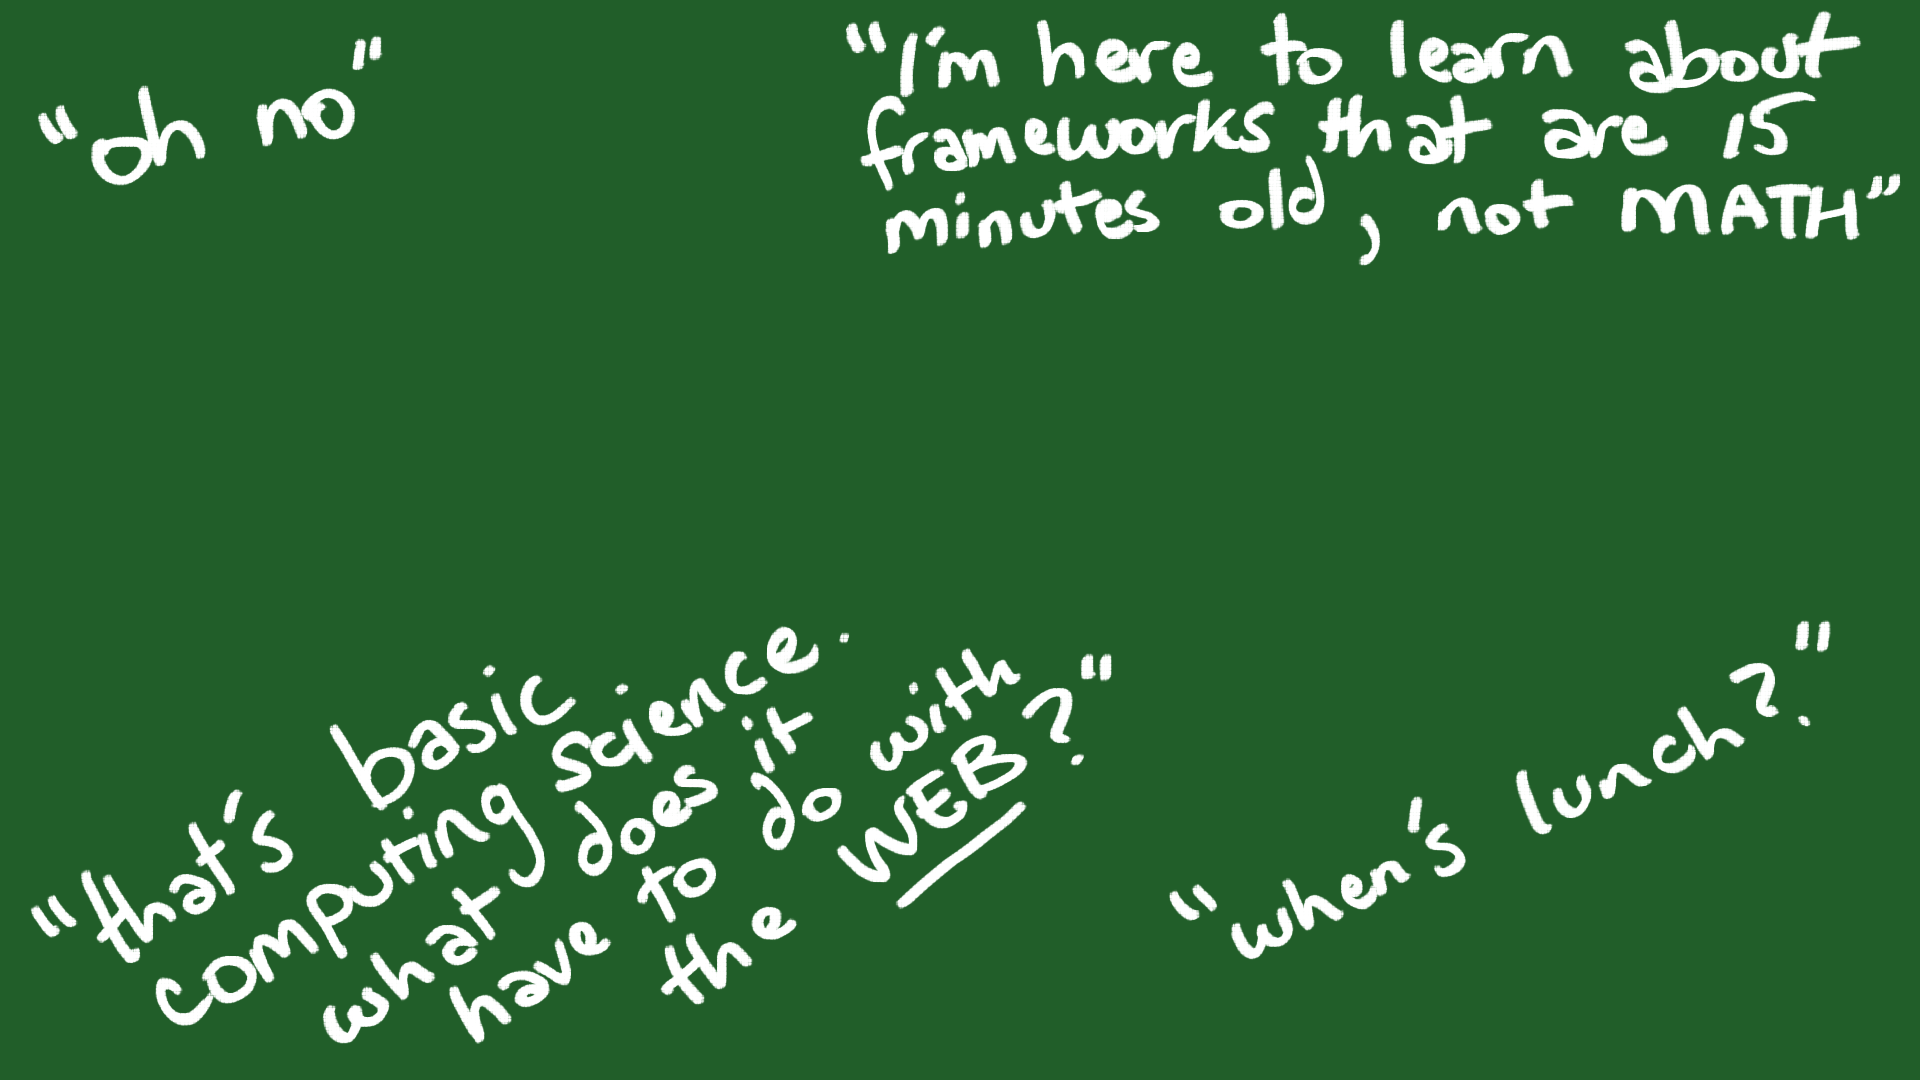 "oh no"
"I'm here to learn about
frameworks that are 15
minutes old, not MATH"
"that's basic
computing science.
what does it
have to do with
the WEB?"
"when's lunch?"